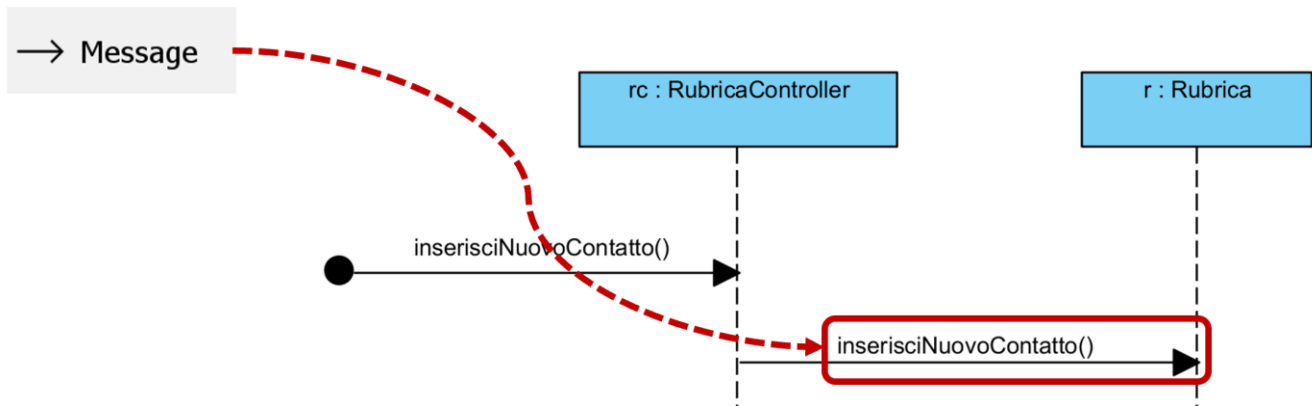 Message
rc : RubricaController
r : Rubrica
inserisciNuovoContatto()
inserisciNuovoContatto()